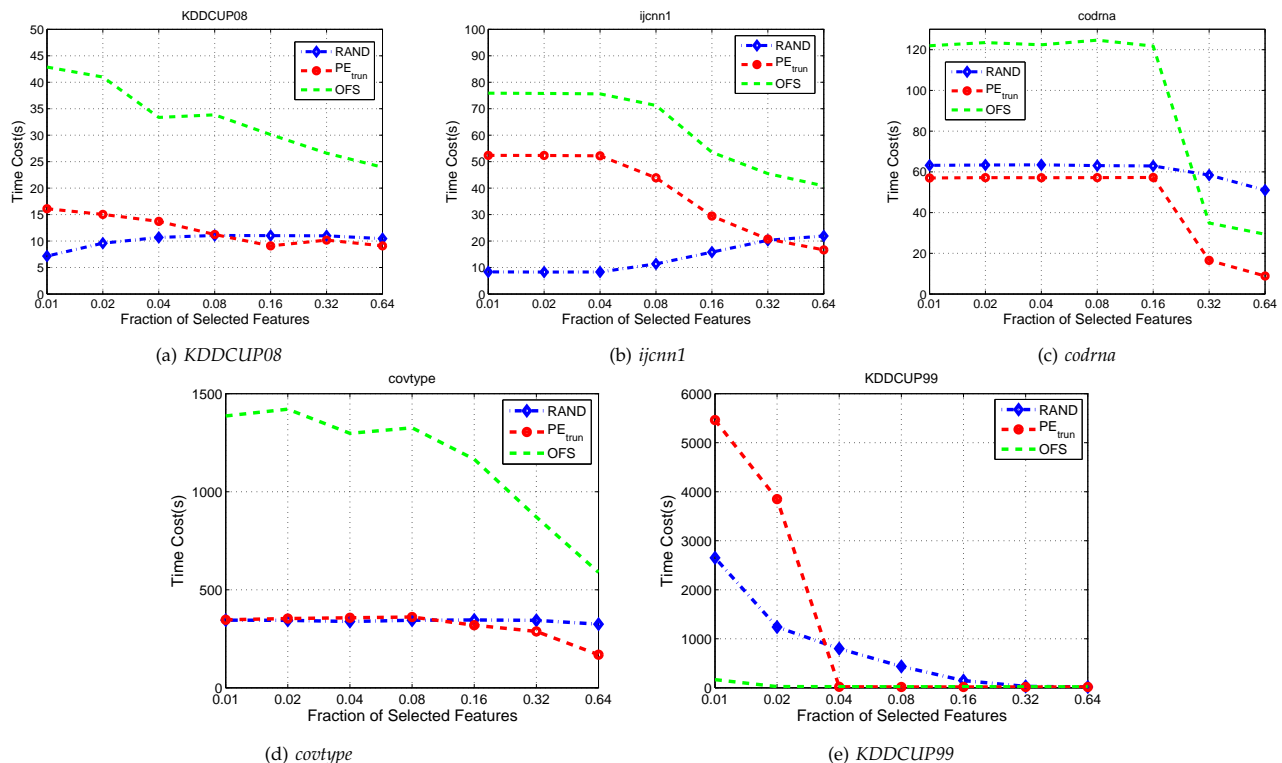 KDDCUP08
50
45
40
35
30
25
20
15
10
5
0
Time Cost(s)
RAND
PE_trun
OFS
0.01 0.02 0.04 0.08 0.16 0.32 0.64
Fraction of Selected Features
(a) KDDCUP08
ijcnn1
100
90
80
70
60
50
40
30
20
10
0
Time Cost(s)
RAND
PE_trun
OFS
0.01 0.02 0.04 0.08 0.16 0.32 0.64
Fraction of Selected Features
(b) ijcnn1
codrna
120
100
80
60
40
20
0
Time Cost(s)
RAND
PE_trun
OFS
0.01 0.02 0.04 0.08 0.16 0.32 0.64
Fraction of Selected Features
(c) codrna
covtype
1500
1000
500
0
Time Cost(s)
RAND
PE_trun
OFS
0.01 0.02 0.04 0.08 0.16 0.32 0.64
Fraction of Selected Features
(d) covtype
KDDCUP99
6000
5000
4000
3000
2000
1000
0
Time Cost(s)
RAND
PE_trun
OFS
0.01 0.02 0.04 0.08 0.16 0.32 0.64
Fraction of Selected Features
(e) KDDCUP99